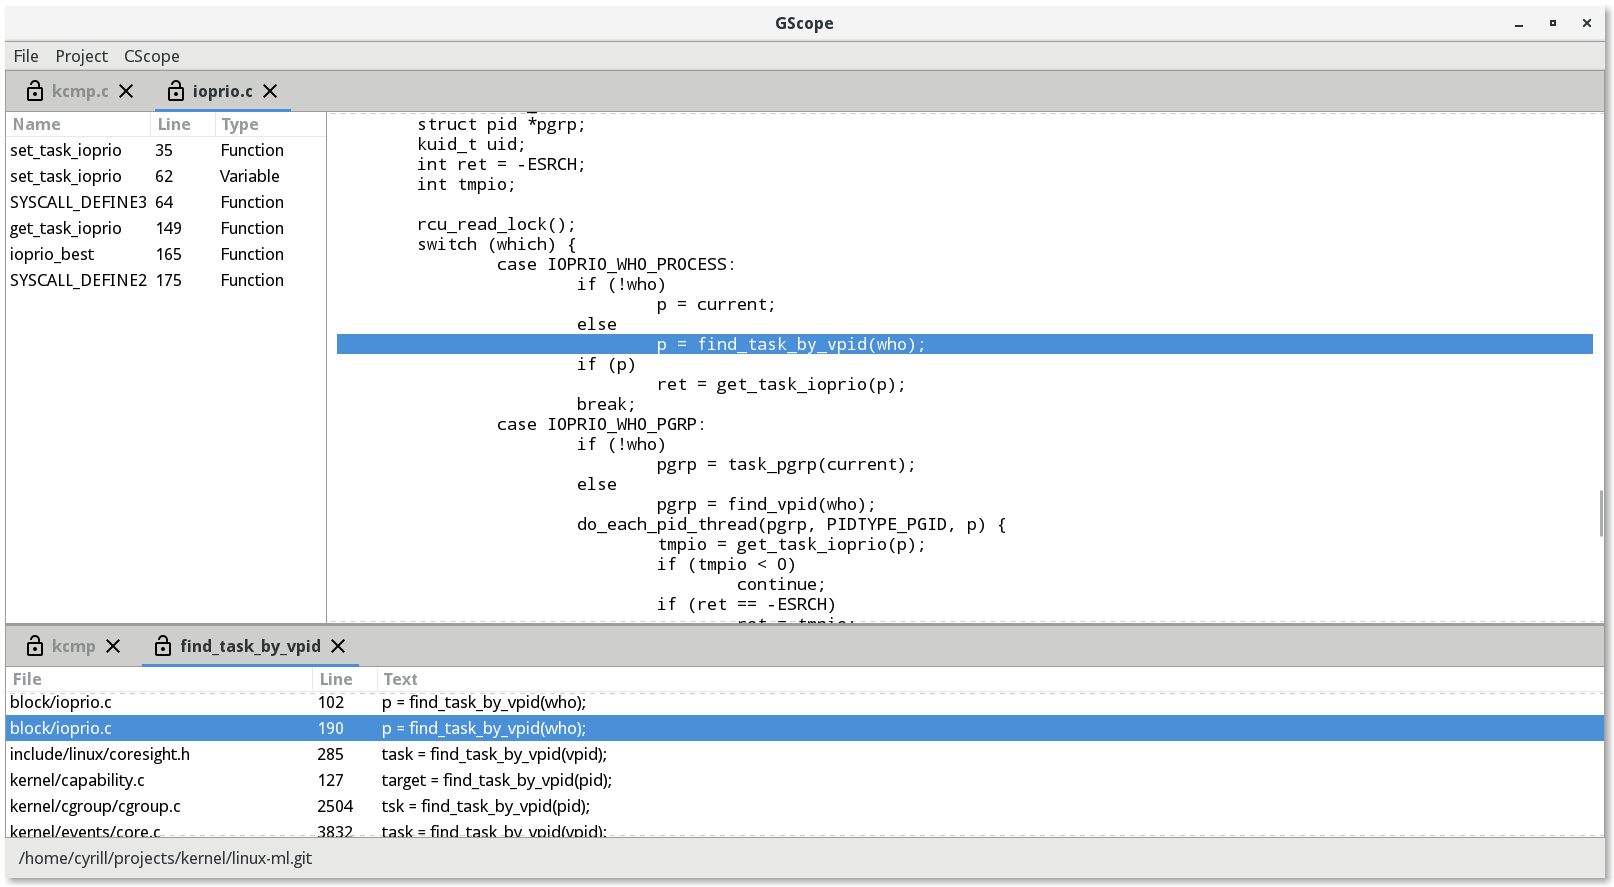 GScope
File Project CScope
kcmp.c ioprio.c
Name Line Type
set_task_ioprio 35 Function
set_task_ioprio 62 Variable
SYSCALL_DEFINE3 64 Function
get_task_ioprio 149 Function
ioprio_best 165 Function
SYSCALL_DEFINE2 175 Function
struct pid *pgrp;
kuid_t uid;
int ret = -ESRCH;
int tmpio;
rcu_read_lock();
switch (which) {
case IOPRIO_WHO_PROCESS:
if (!who)
p = current;
else
p = find_task_by_vpid(who);
if (p)
ret = get_task_ioprio(p);
break;
case IOPRIO_WHO_PGRP:
if (!who)
pgrp = task_pgrp(current);
else
pgrp = find_vpid(who);
do_each_pid_thread(pgrp, PIDTYPE_PGID, p) {
tmpio = get_task_ioprio(p);
if (tmpio < 0)
continue;
if (ret == -ESRCH)
ret = tmpio;
kcmp find_task_by_vpid
File Line Text
block/ioprio.c 102 p = find_task_by_vpid(who);
block/ioprio.c 190 p = find_task_by_vpid(who);
include/linux/coresight.h 285 task = find_task_by_vpid(vpid);
kernel/capability.c 127 target = find_task_by_vpid(pid);
kernel/cgroup/cgroup.c 2504 tsk = find_task_by_vpid(pid);
kernel/events/core.c 3832 task = find_task_by_vpid(vpid);
/home/cyrill/projects/kernel/linux-ml.git